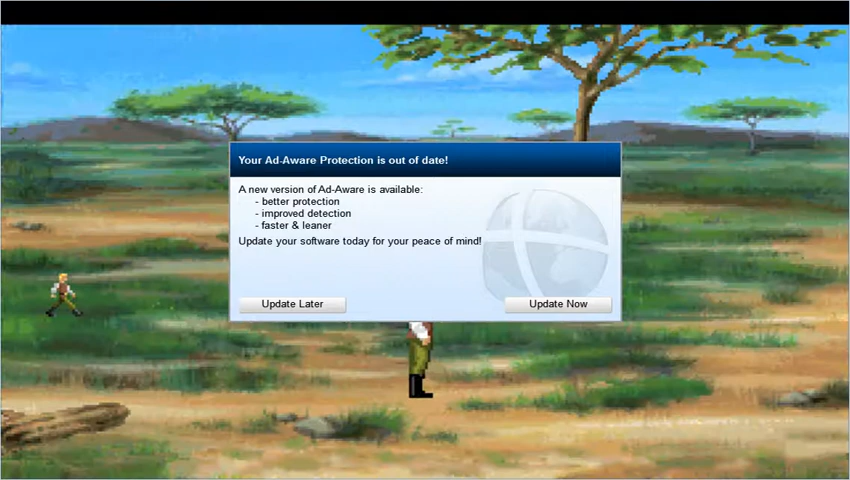 Your Ad-Aware Protection is out of date!
A new version of Ad-Aware is available:
- better protection
- improved detection
- faster & leaner
Update your software today for your peace of mind!
Update Later
Update Now